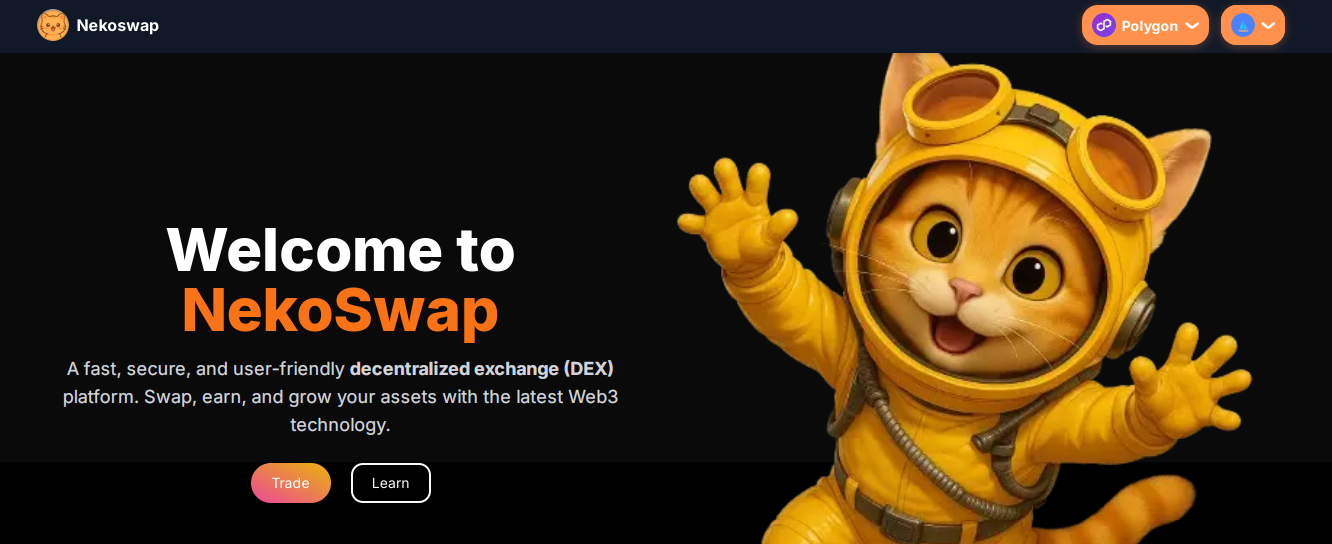 Nekoswap
Polygon
Welcome to
NekoSwap
A fast, secure, and user-friendly decentralized exchange (DEX)
platform. Swap, earn, and grow your assets with the latest Web3
technology.
Trade
Learn